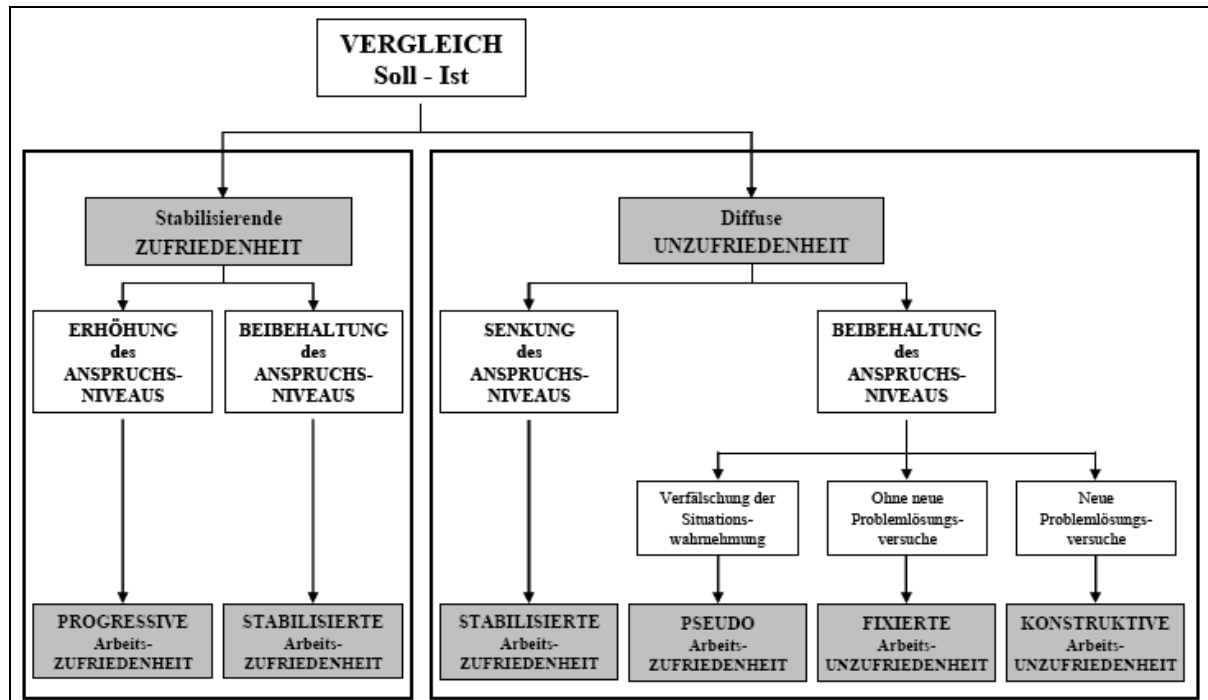 VERGLEICH
Soll - Ist
Stabilisierende
ZUFRIEDENHEIT
Diffuse
UNZUFRIEDENHEIT
ERHÖHUNG
des
ANSPRUCHS-
NIVEAUS
BEIBEHALTUNG
des
ANSPRUCHS-
NIVEAUS
SENKUNG
des
ANSPRUCHS-
NIVEAUS
BEIBEHALTUNG
des
ANSPRUCHS-
NIVEAUS
Verfälschung der
Situations-
wahrnehmung
Ohne neue
Problemlösungs-
versuche
Neue
Problemlösungs-
versuche
PROGRESSIVE
Arbeits-
ZUFRIEDENHEIT
STABILISIERTE
Arbeits-
ZUFRIEDENHEIT
STABILISIERTE
Arbeits-
ZUFRIEDENHEIT
PSEUDO
Arbeits-
ZUFRIEDENHEIT
FIXIERTE
Arbeits-
UNZUFRIEDENHEIT
KONSTRUKTIVE
Arbeits-
UNZUFRIEDENHEIT